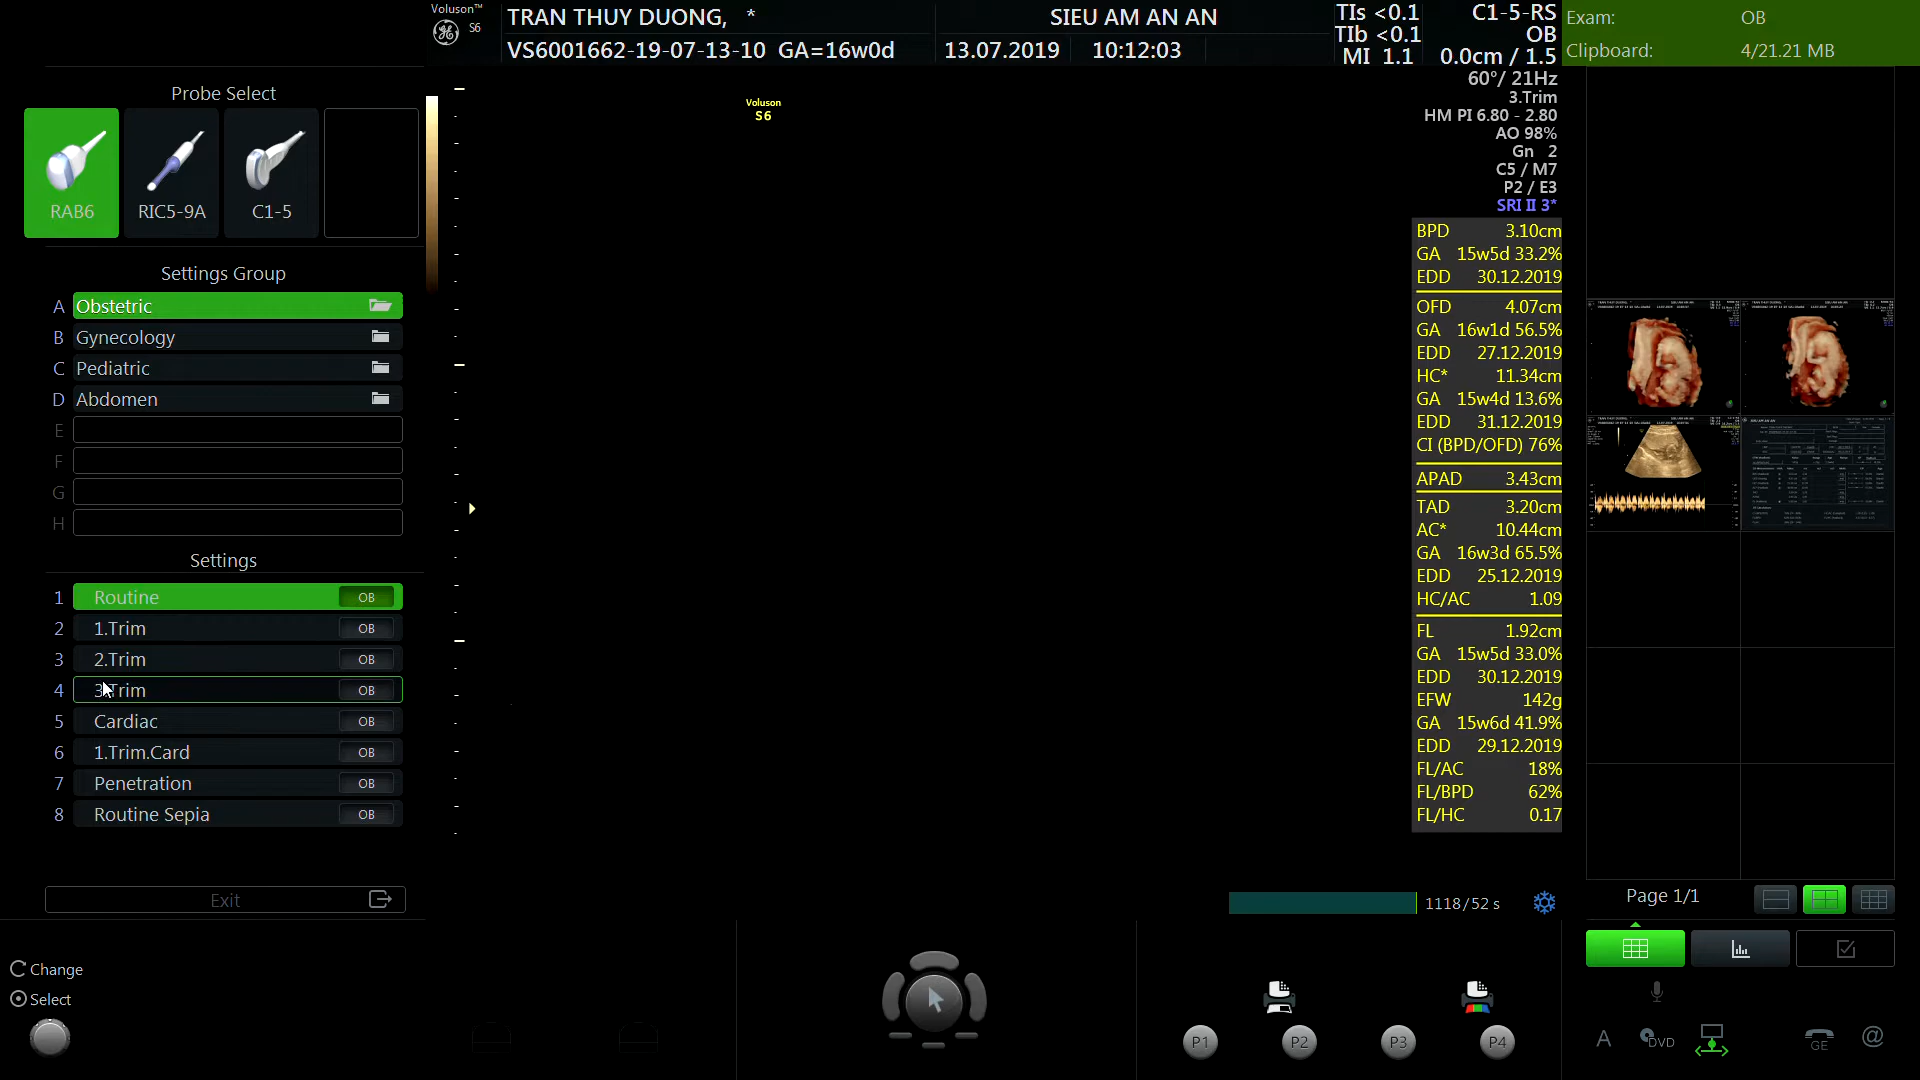 Voluson™
S6
TRAN THUY DUONG, *
SIEU AM AN AN
VS6001662-19-07-13-10 GA=16w0d
13.07.2019
10:12:03
TIs <0.1
TIb <0.1
MI 1.1
C1-5-RS
OB
0.0cm / 1.5
Exam: OB
Clipboard: 4/21.21 MB
60°/ 21Hz
3.Trim
HM PI 6.80 - 2.80
AO 98%
Gn 2
C5 / M7
P2 / E3
SRI II 3*
Voluson
S6
Probe Select
RAB6
RIC5-9A
C1-5
Settings Group
A Obstetric
B Gynecology
C Pediatric
D Abdomen
E
F
G
H
Settings
1 Routine OB
2 1.Trim OB
3 2.Trim OB
4 3.Trim OB
5 Cardiac OB
6 1.Trim.Card OB
7 Penetration OB
8 Routine Sepia OB
Exit
Change
Select
BPD 3.10cm
GA 15w5d 33.2%
EDD 30.12.2019
OFD 4.07cm
GA 16w1d 56.5%
EDD 27.12.2019
HC* 11.34cm
GA 15w4d 13.6%
EDD 31.12.2019
CI (BPD/OFD) 76%
APAD 3.43cm
TAD 3.20cm
AC* 10.44cm
GA 16w3d 65.5%
EDD 25.12.2019
HC/AC 1.09
FL 1.92cm
GA 15w5d 33.0%
EDD 30.12.2019
EFW 142g
GA 15w6d 41.9%
EDD 29.12.2019
FL/AC 18%
FL/BPD 62%
FL/HC 0.17
1118/52 s
Page 1/1
P1
P2
P3
P4
A
DVD
GE
@